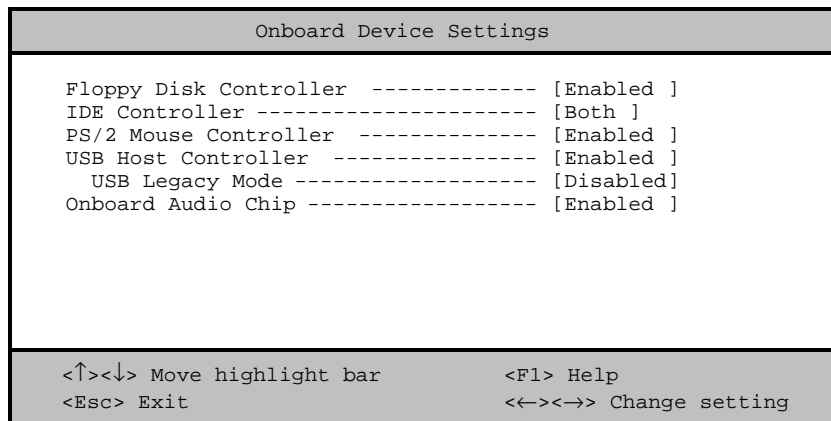 Onboard Device Settings
Floppy Disk Controller ------------- [Enabled ]
IDE Controller ---------------------- [Both ]
PS/2 Mouse Controller -------------- [Enabled ]
USB Host Controller ---------------- [Enabled ]
USB Legacy Mode ------------------- [Disabled]
Onboard Audio Chip ------------------ [Enabled ]
<↑><↓> Move highlight bar <F1> Help
<Esc> Exit <←><→> Change setting